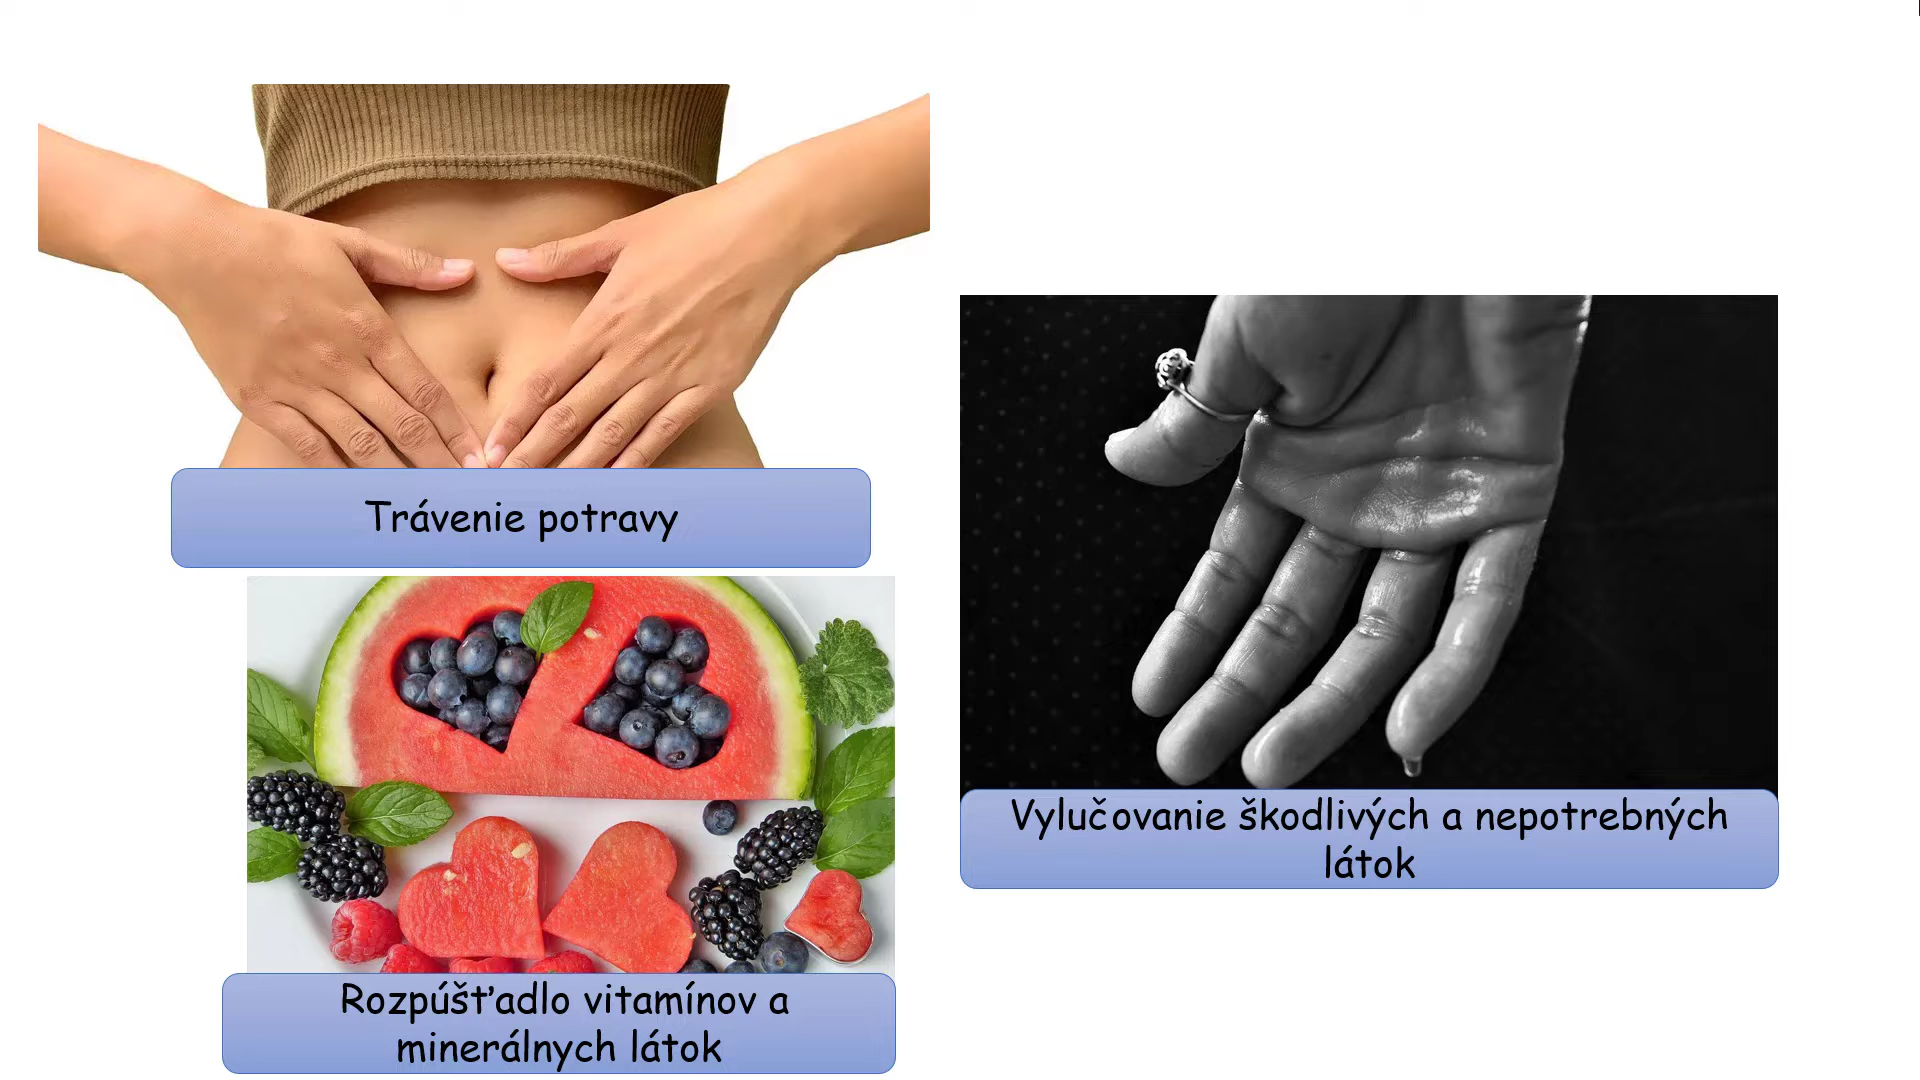 Trávenie potravy
Rozpúšťadlo vitamínov a
minerálnych látok
Vylučovanie škodlivých a nepotrebných
látok